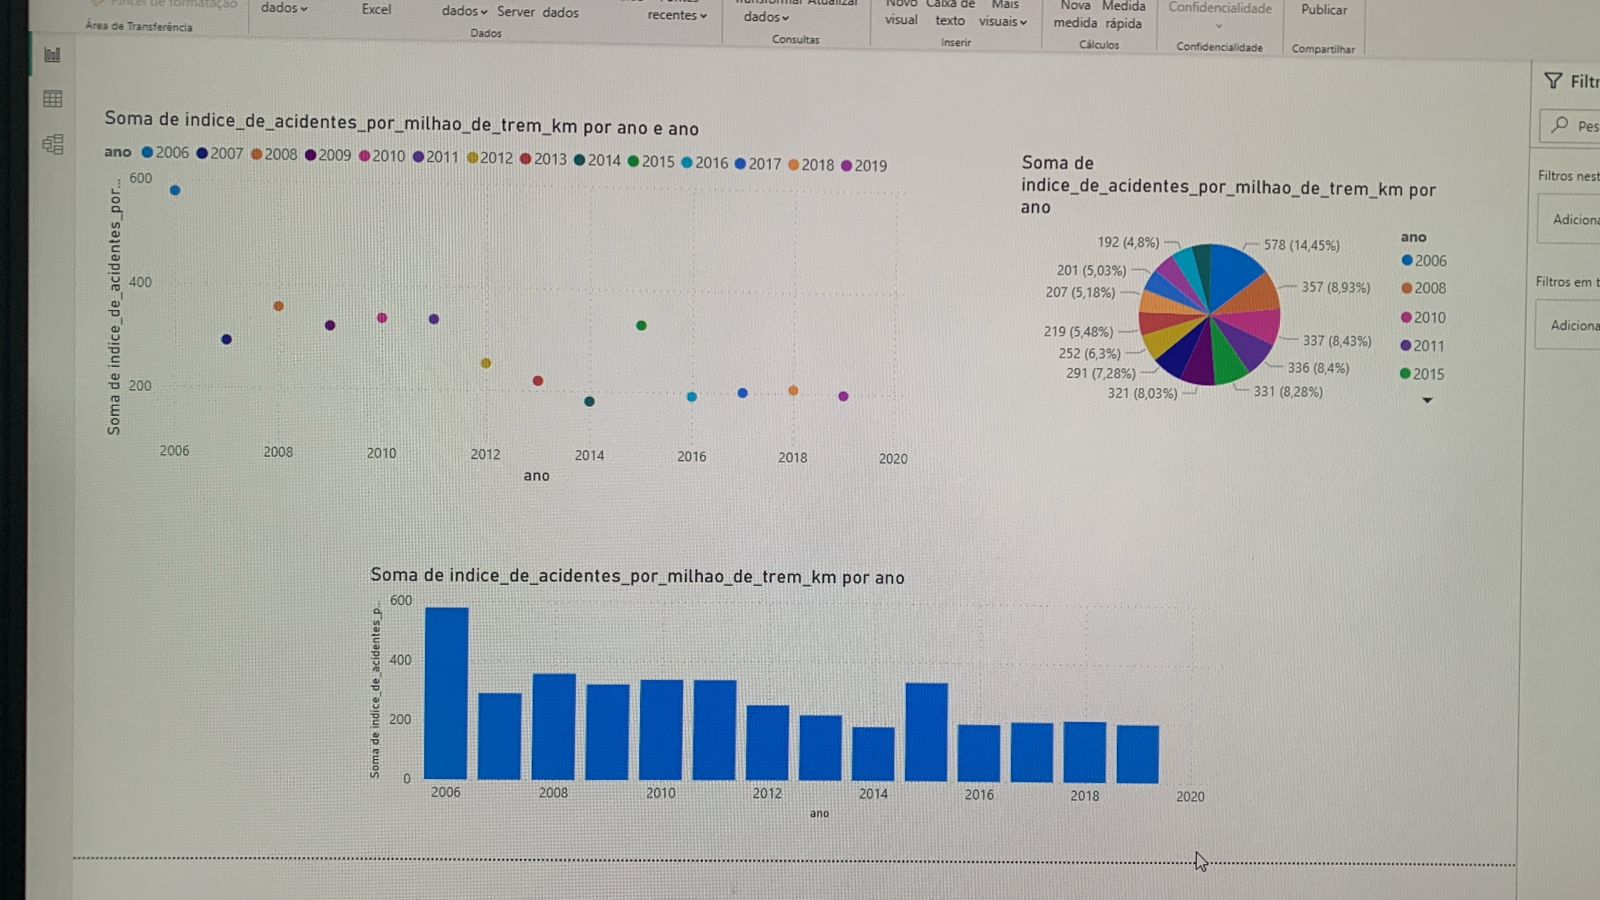 Pincel de formatação
dados
Excel
dados
Server
dados
recentes
Transformar
Atualizar
dados
Novo
visual
Caixa de
texto
Mais
visuais
Nova
medida
Medida
rápida
Confidencialidade
Publicar
Área de Transferência
Dados
Consultas
Inserir
Cálculos
Confidencialidade
Compartilhar
Soma de indice_de_acidentes_por_milhao_de_trem_km por ano e ano
ano 2006 2007 2008 2009 2010 2011 2012 2013 2014 2015 2016 2017 2018 2019
Soma de indice_de_acidentes_por...
600
400
200
2006 2008 2010 2012 2014 2016 2018 2020
ano
Soma de
indice_de_acidentes_por_milhao_de_trem_km por
ano
192 (4,8%)
201 (5,03%)
207 (5,18%)
219 (5,48%)
252 (6,3%)
291 (7,28%)
321 (8,03%)
578 (14,45%)
357 (8,93%)
337 (8,43%)
336 (8,4%)
331 (8,28%)
ano
2006
2008
2010
2011
2015
Soma de indice_de_acidentes_por_milhao_de_trem_km por ano
Soma de indice_de_acidentes_p...
600
400
200
0
2006 2008 2010 2012 2014 2016 2018 2020
ano
Filtr
Pes
Filtros nest
Adiciona
Filtros em t
Adiciona